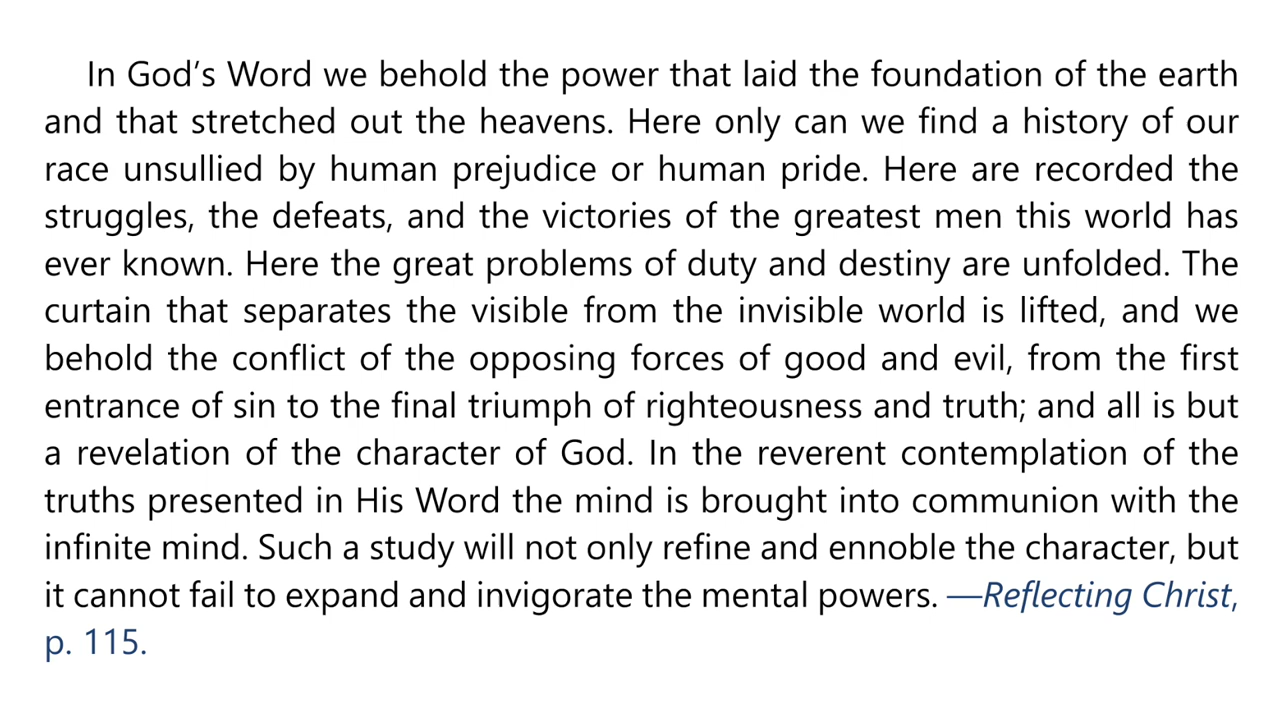 In God’s Word we behold the power that laid the foundation of the earth
and that stretched out the heavens. Here only can we find a history of our
race unsullied by human prejudice or human pride. Here are recorded the
struggles, the defeats, and the victories of the greatest men this world has
ever known. Here the great problems of duty and destiny are unfolded. The
curtain that separates the visible from the invisible world is lifted, and we
behold the conflict of the opposing forces of good and evil, from the first
entrance of sin to the final triumph of righteousness and truth; and all is but
a revelation of the character of God. In the reverent contemplation of the
truths presented in His Word the mind is brought into communion with the
infinite mind. Such a study will not only refine and ennoble the character, but
it cannot fail to expand and invigorate the mental powers. —Reflecting Christ,
p. 115.